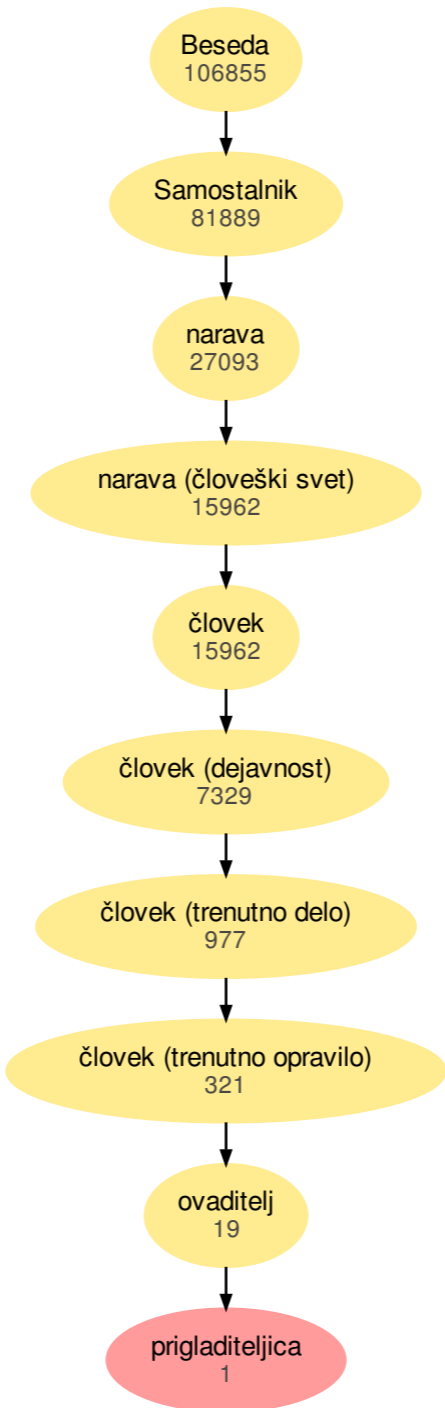 Beseda
106855
Samostalnik
81889
narava
27093
narava (človeški svet)
15962
človek
15962
človek (dejavnost)
7329
človek (trenutno delo)
977
človek (trenutno opravilo)
321
ovaditelj
19
prigladiteljica
1